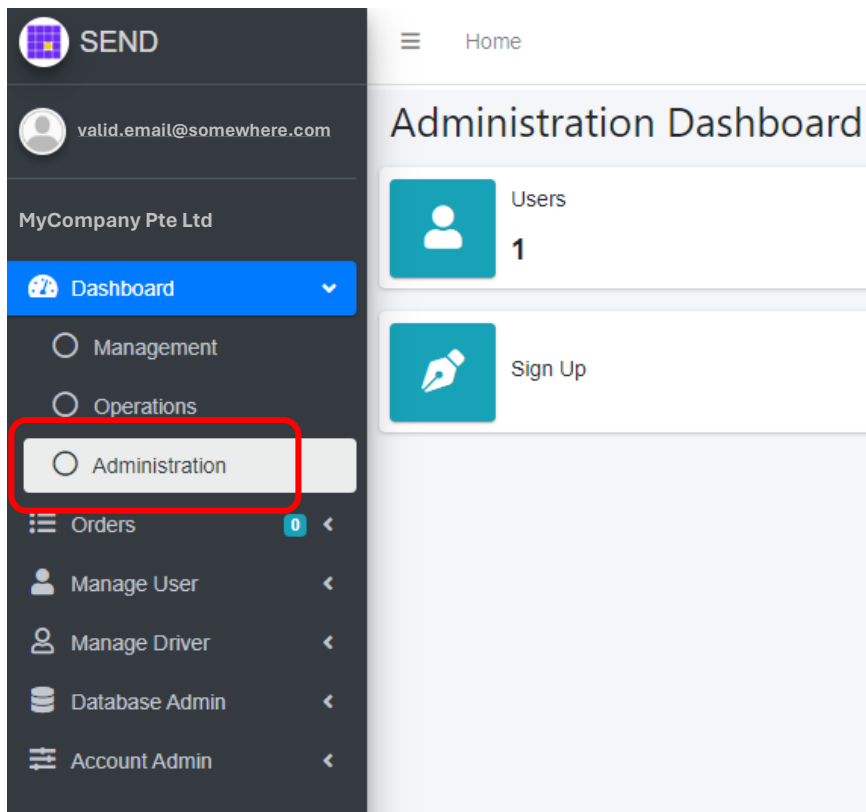 SEND
valid.email@somewhere.com
MyCompany Pte Ltd
Dashboard
Management
Operations
Administration
Orders 0
Manage User
Manage Driver
Database Admin
Account Admin
Home
Administration Dashboard
Users
1
Sign Up